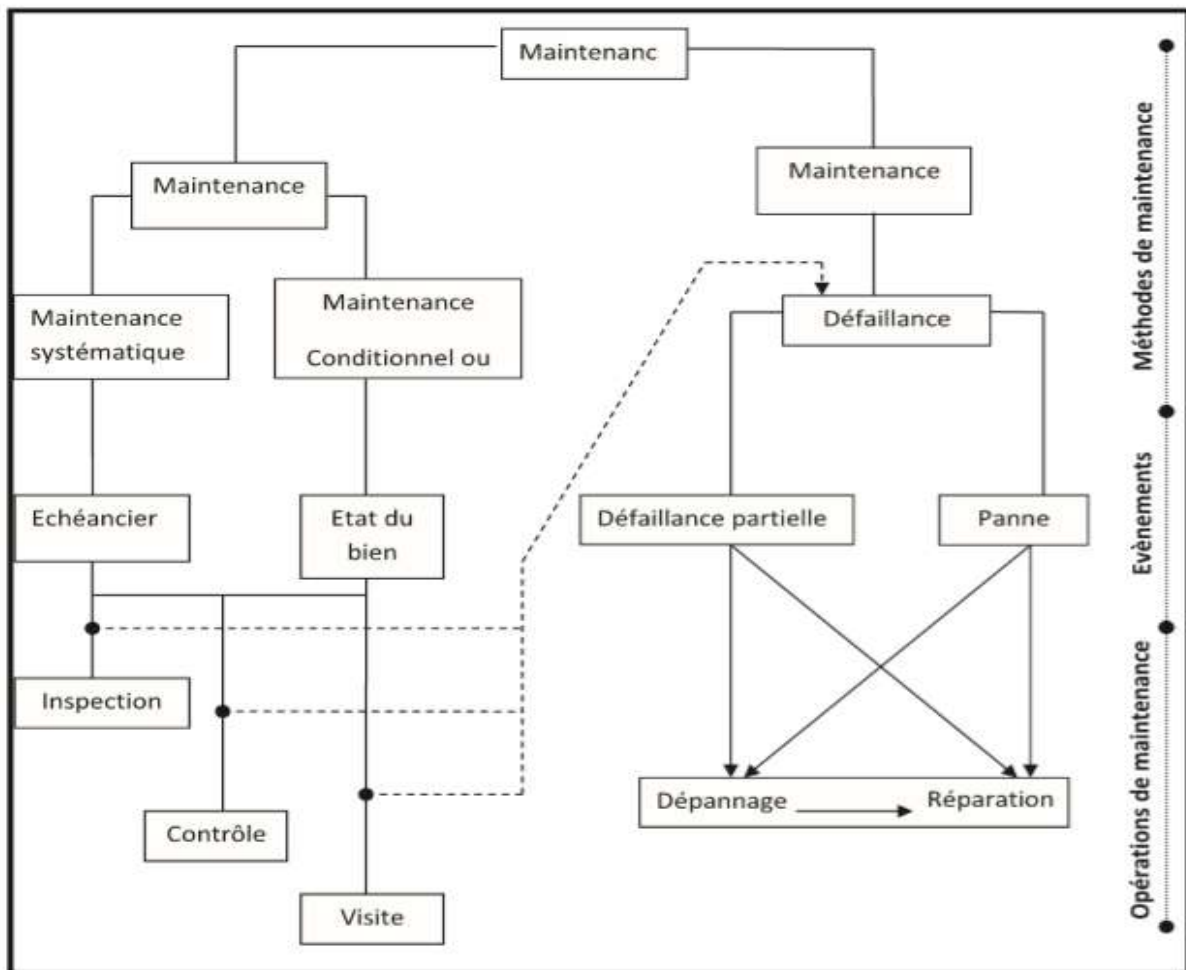 Maintenanc
Maintenance
Maintenance
Maintenance
systématique
Maintenance
Conditionnel ou
Défaillance
Echéancier
Etat du
bien
Défaillance partielle
Panne
Inspection
Contrôle
Visite
Dépannage
Réparation
Méthodes de maintenance
Evènements
Opérations de maintenance